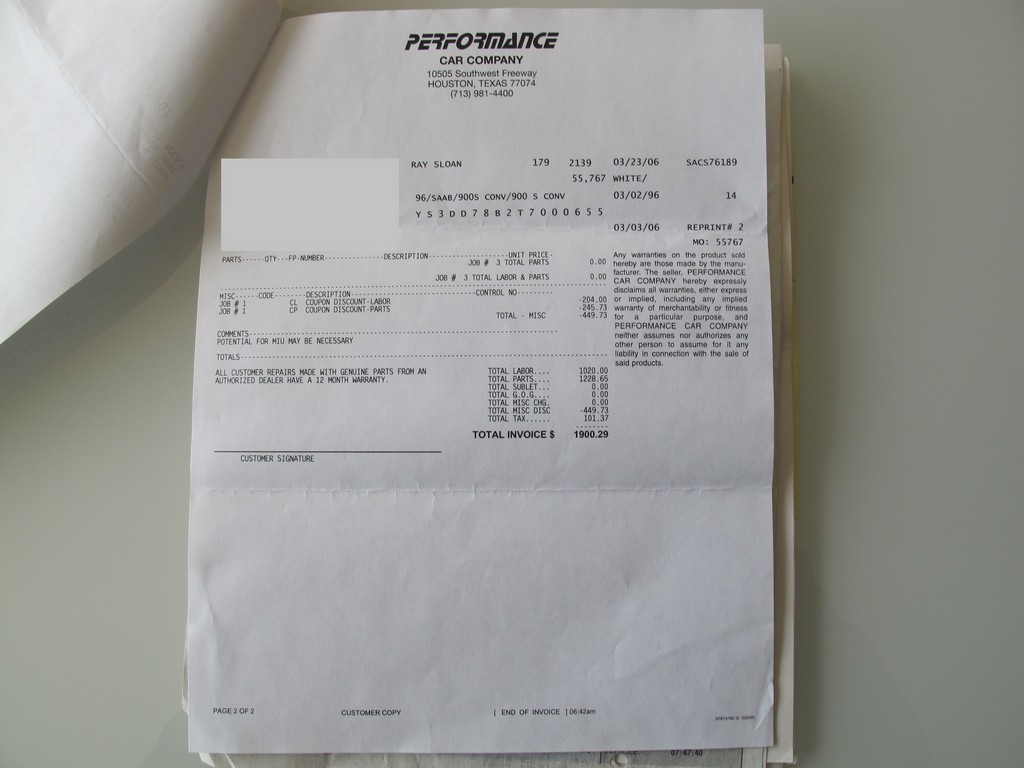 PERFORMANCE
CAR COMPANY
10505 Southwest Freeway
HOUSTON, TEXAS 77074
(713) 981-4400
RAY SLOAN 179 2139 03/23/06 SACS76189
55,767 WHITE/
96/SAAB/900S CONV/900 S CONV 03/02/96 14
Y S 3 D D 7 8 B 2 T 7 0 0 0 6 5 5
03/03/06 REPRINT# 2
MO: 55767
PARTS------QTY---FP-NUMBER---------------DESCRIPTION--------------------UNIT PRICE-
JOB # 3 TOTAL PARTS 0.00
JOB # 3 TOTAL LABOR & PARTS 0.00
MISC------CODE--------DESCRIPTION--------------------CONTROL NO---------
JOB # 1 CL COUPON DISCOUNT-LABOR -204.00
JOB # 1 CP COUPON DISCOUNT-PARTS -245.73
TOTAL - MISC -449.73
COMMENTS--------------------
POTENTIAL FOR MIU MAY BE NECESSARY
TOTALS--------------------
ALL CUSTOMER REPAIRS MADE WITH GENUINE PARTS FROM AN
AUTHORIZED DEALER HAVE A 12 MONTH WARRANTY.
TOTAL LABOR.... 1020.00
TOTAL PARTS.... 1228.65
TOTAL SUBLET... 0.00
TOTAL G.O.G.... 0.00
TOTAL MISC CHG. 0.00
TOTAL MISC DISC -449.73
TOTAL TAX...... 101.37
TOTAL INVOICE $ 1900.29
CUSTOMER SIGNATURE
Any warranties on the product sold
hereby are those made by the manu-
facturer. The seller, PERFORMANCE
CAR COMPANY hereby expressly
disclaims all warranties, either express
or implied, including any implied
warranty of merchantability or fitness
for a particular purpose, and
PERFORMANCE CAR COMPANY
neither assumes nor authorizes any
other person to assume for it any
liability in connection with the sale of
said products.
PAGE 2 OF 2 CUSTOMER COPY [ END OF INVOICE ] 06:42am
07:47:40